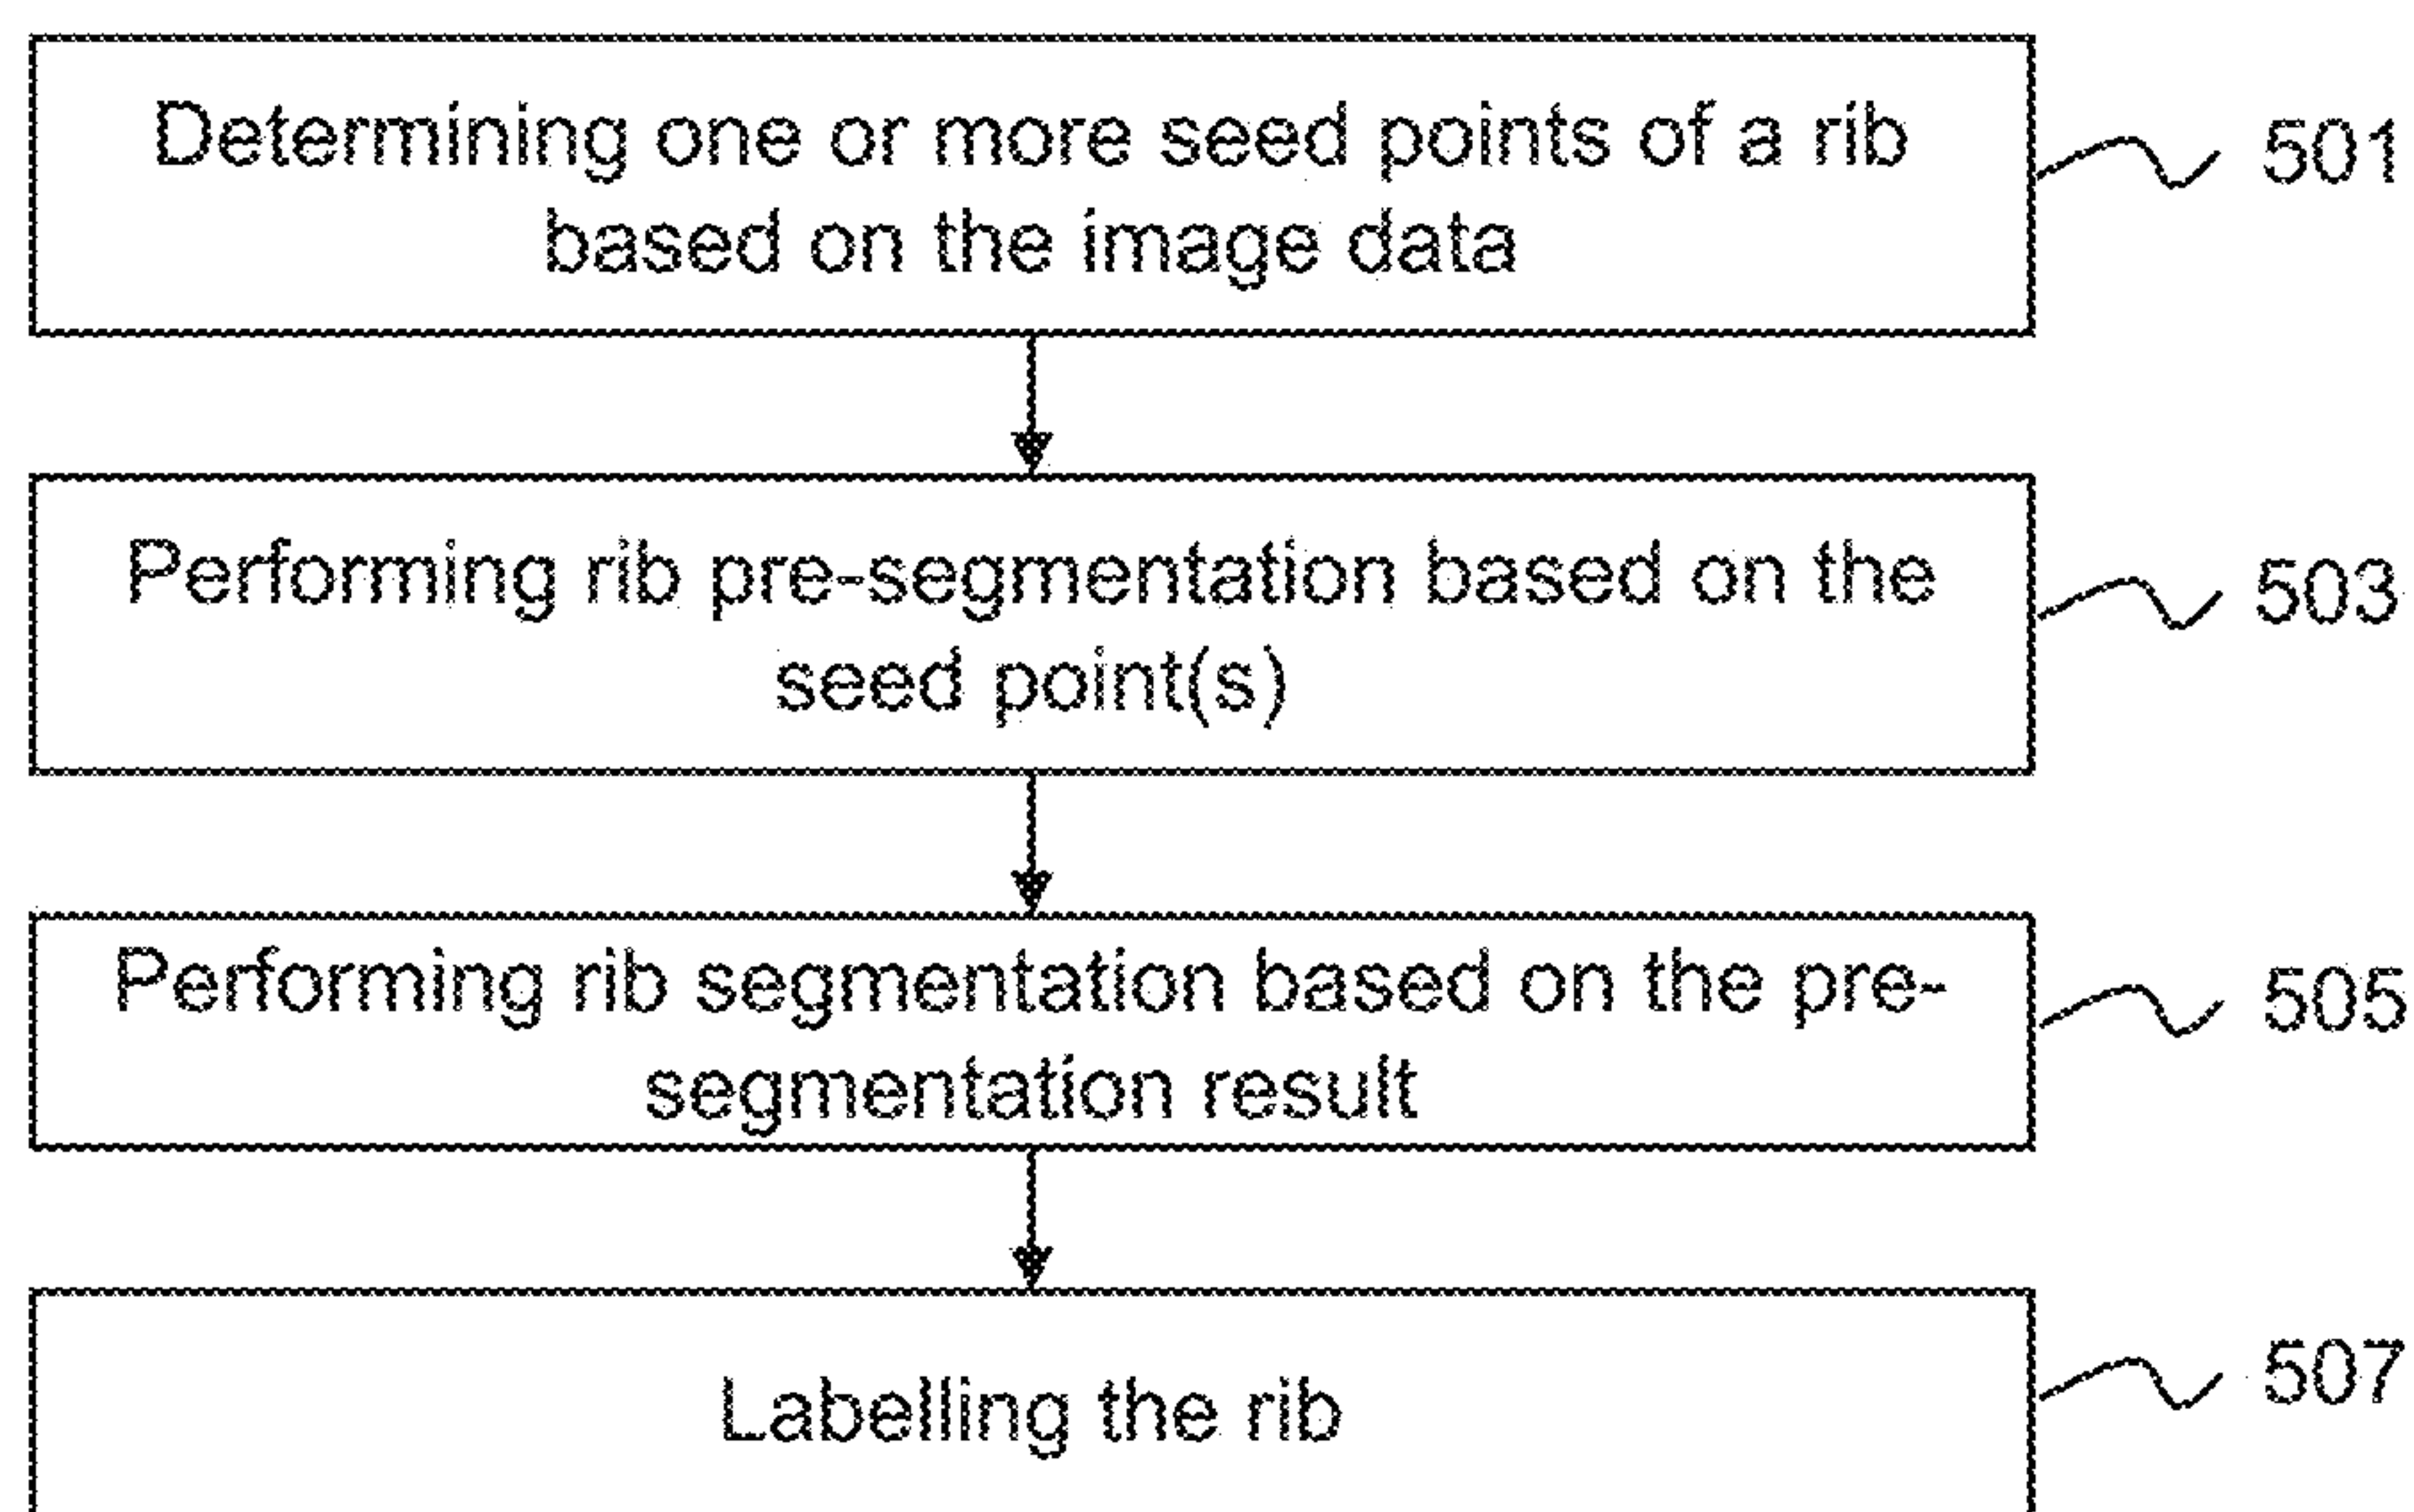 Determining one or more seed points of a rib
based on the image data
501
Performing rib pre-segmentation based on the
seed point(s)
503
Performing rib segmentation based on the pre-
segmentation result
505
Labelling the rib
507